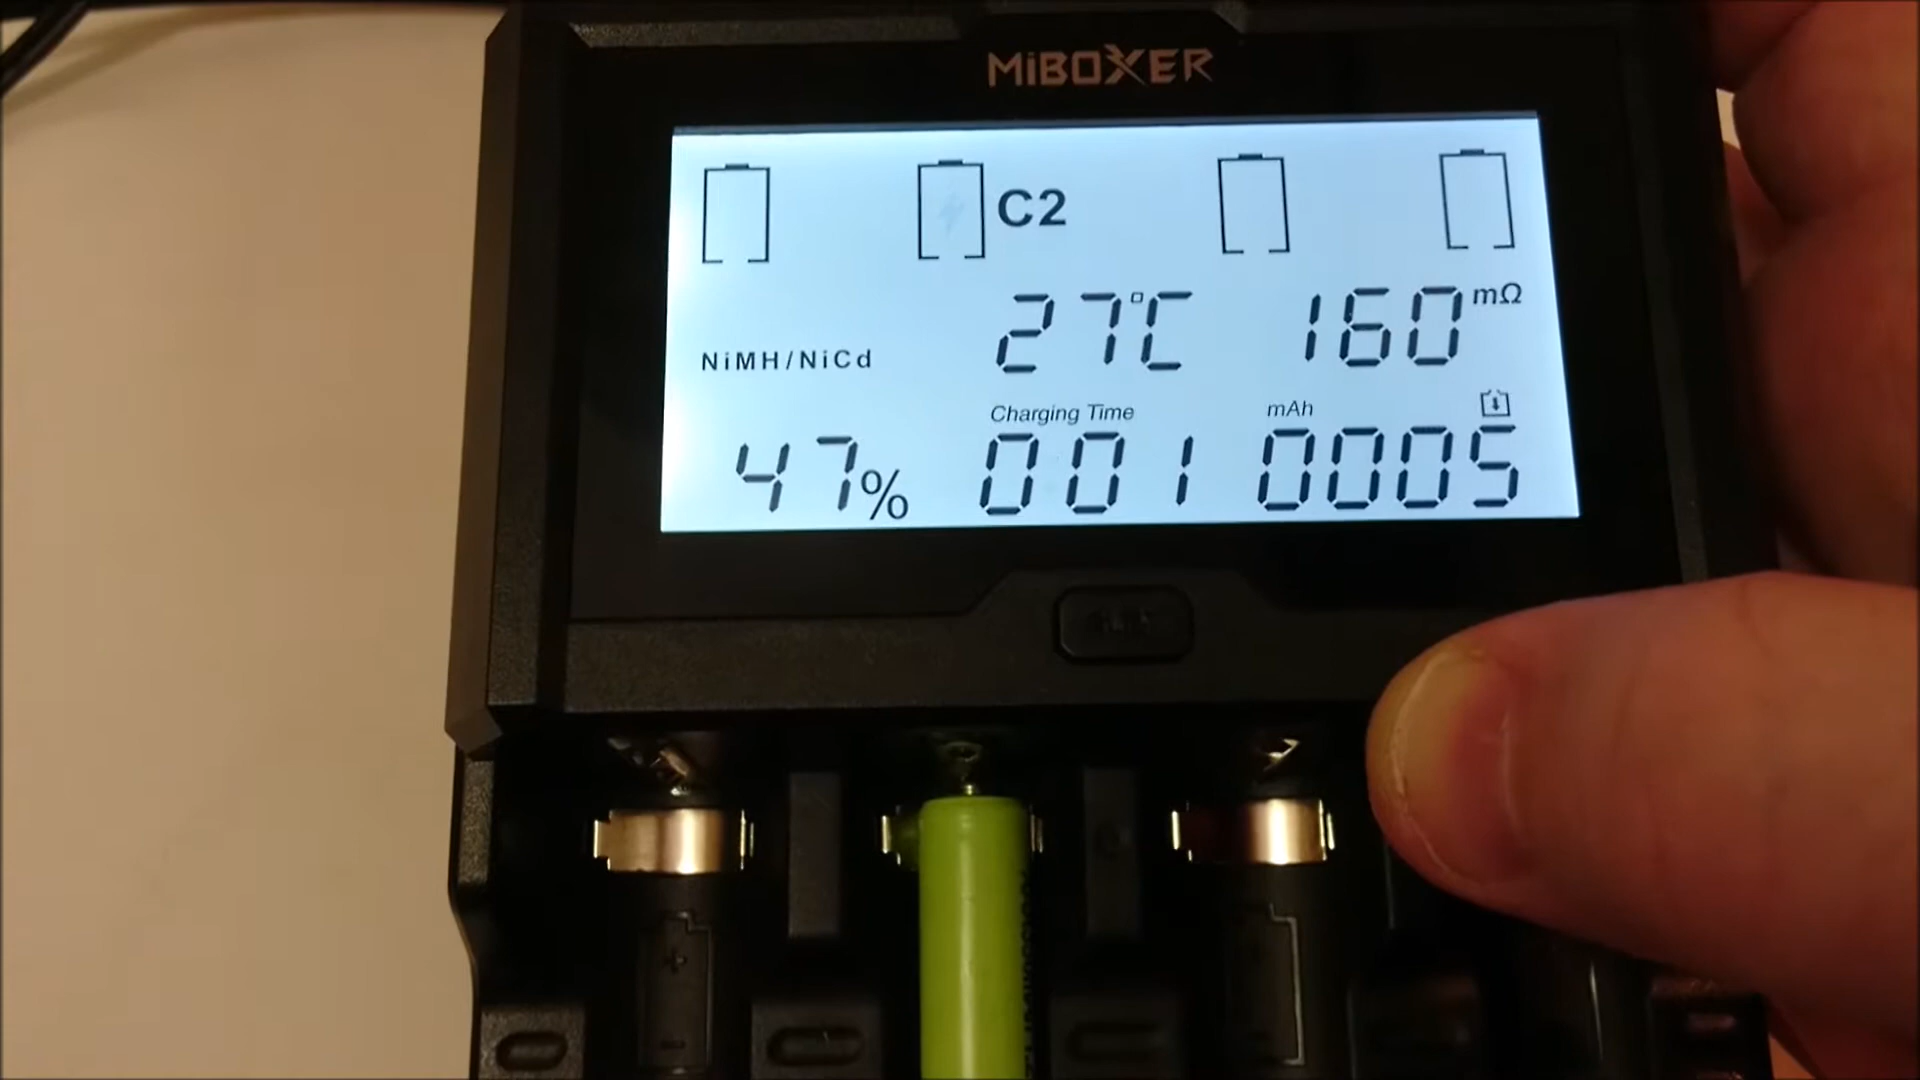 MiBOXER
C2
27°C 160 mΩ
NiMH/NiCd
Charging Time mAh
47% 001 0005
+
-